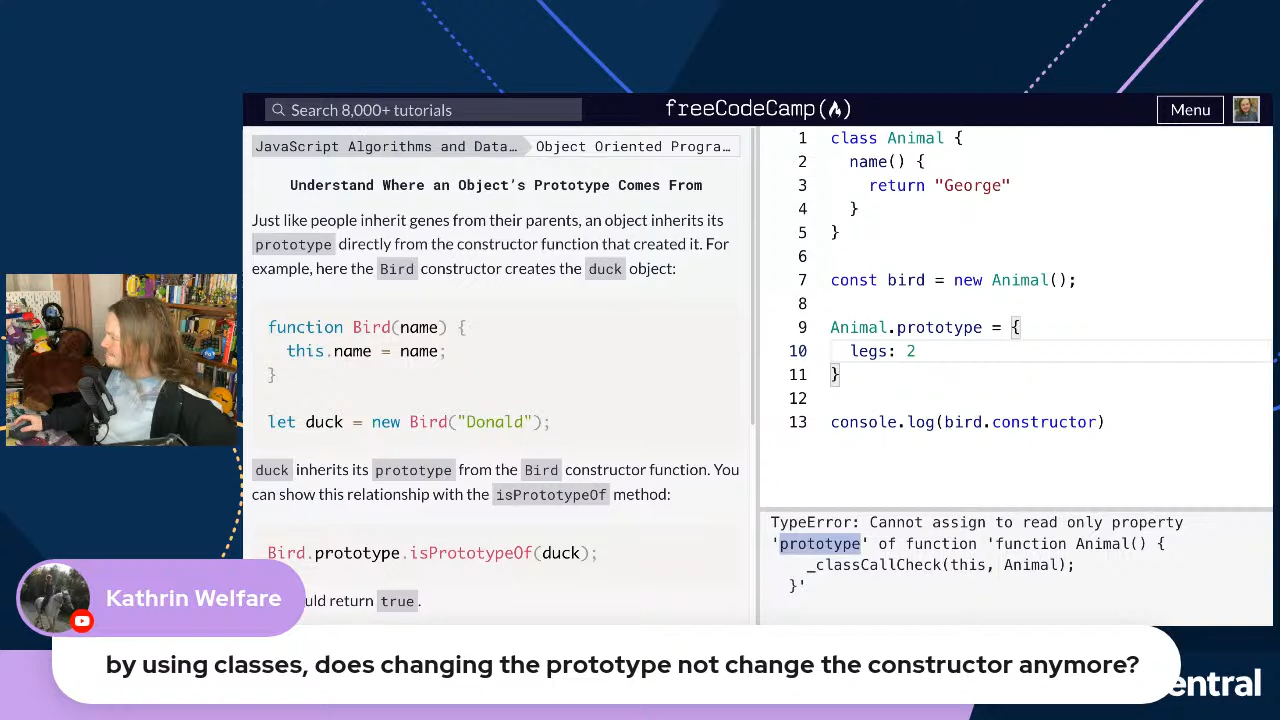 Search 8,000+ tutorials
freeCodeCamp
Menu
JavaScript Algorithms and Data…
Object Oriented Progra…
Understand Where an Object's Prototype Comes From
Just like people inherit genes from their parents, an object inherits its
prototype directly from the constructor function that created it. For
example, here the Bird constructor creates the duck object:
function Bird(name) {
this.name = name;
}
let duck = new Bird("Donald");
duck inherits its prototype from the Bird constructor function. You
can show this relationship with the isPrototypeOf method:
Bird.prototype.isPrototypeOf(duck);
uld return true.
1 class Animal {
2 name() {
3 return "George"
4 }
5 }
6
7 const bird = new Animal();
8
9 Animal.prototype = {
10 legs: 2
11 }
12
13 console.log(bird.constructor)
TypeError: Cannot assign to read only property
'prototype' of function 'function Animal() {
_classCallCheck(this, Animal);
}'
Kathrin Welfare
by using classes, does changing the prototype not change the constructor anymore?
entral